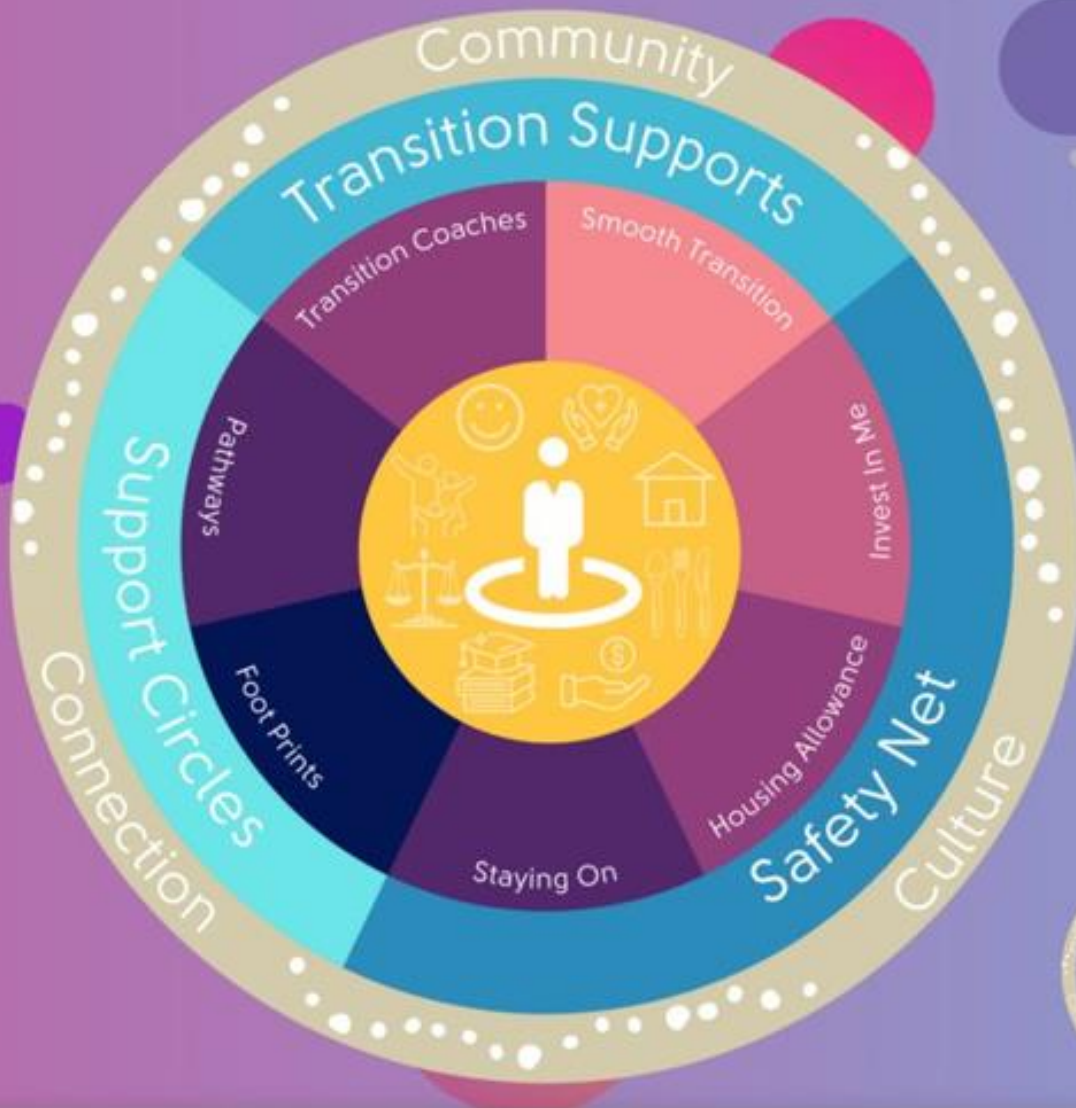 Community
Transition Supports
Transition Coaches
Smooth Transition
Pathways
Invest In Me
Support Circles
Foot Prints
Housing Allowance
Safety Net
Staying On
Connection
Culture
$